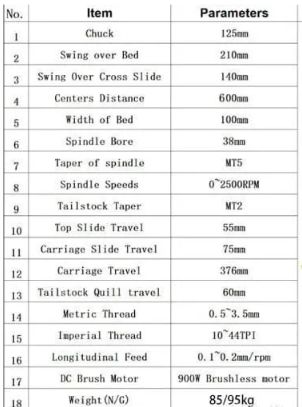 No. Item Parameters
1 Chuck 125mm
2 Swing over Bed 210mm
3 Swing Over Cross Slide 140mm
4 Centers Distance 600mm
5 Width of Bed 100mm
6 Spindle Bore 38mm
7 Taper of spindle MT5
8 Spindle Speeds 0~2500RPM
9 Tailstock Taper MT2
10 Top Slide Travel 55mm
11 Carriage Slide Travel 75mm
12 Carriage Travel 376mm
13 Tailstock Quill travel 60mm
14 Metric Thread 0.5~3.5mm
15 Imperial Thread 10~44TPI
16 Longitudinal Feed 0.1~0.2mm/rpm
17 DC Brush Motor 900W Brushless motor
18 Weight(N/G) 85/95kg